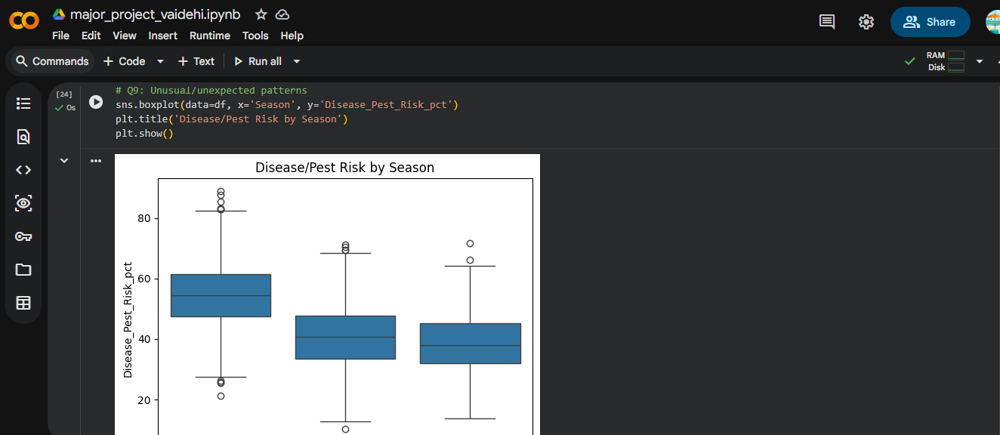 major_project_vaidehi.ipynb
File Edit View Insert Runtime Tools Help
Share
Commands + Code + Text Run all
RAM
Disk
[24]
0s
# Q9: Unusual/unexpected patterns
sns.boxplot(data=df, x='Season', y='Disease_Pest_Risk_pct')
plt.title('Disease/Pest Risk by Season')
plt.show()
Disease/Pest Risk by Season
Disease_Pest_Risk_pct
80
60
40
20